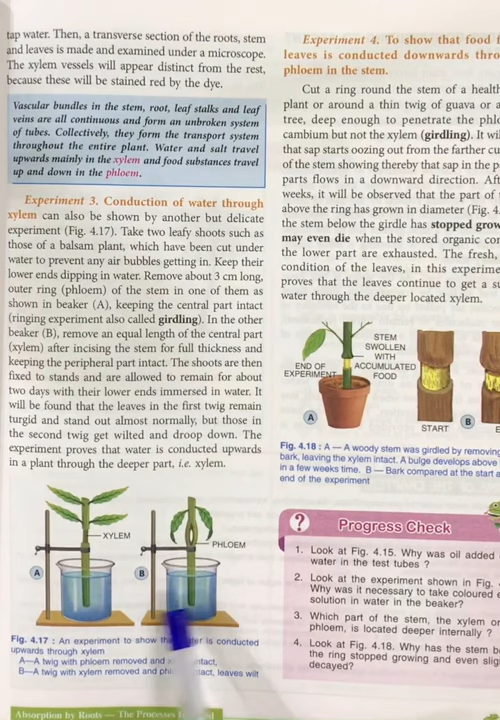 tap water. Then, a transverse section of the roots, stem
and leaves is made and examined under a microscope.
The xylem vessels will appear distinct from the rest,
because these will be stained red by the dye.
Vascular bundles in the stem, root, leaf stalks and leaf
veins are all continuous and form an unbroken system
of tubes. Collectively, they form the transport system
throughout the entire plant. Water and salt travel
upwards mainly in the xylem and food substances travel
up and down in the phloem.
Experiment 3. Conduction of water through
xylem can also be shown by another but delicate
experiment (Fig. 4.17). Take two leafy shoots such as
those of a balsam plant, which have been cut under
water to prevent any air bubbles getting in. Keep their
lower ends dipping in water. Remove about 3 cm long,
outer ring (phloem) of the stem in one of them as
shown in beaker (A), keeping the central part intact
(ringing experiment also called girdling). In the other
beaker (B), remove an equal length of the central part
(xylem) after incising the stem for full thickness and
keeping the peripheral part intact. The shoots are then
fixed to stands and are allowed to remain for about
two days with their lower ends immersed in water. It
will be found that the leaves in the first twig remain
turgid and stand out almost normally, but those in
the second twig get wilted and droop down. The
experiment proves that water is conducted upwards
in a plant through the deeper part, i.e. xylem.
XYLEM
PHLOEM
A
B
Fig. 4.17 : An experiment to show that water is conducted
upwards through xylem
A—A twig with phloem removed and intact,
B—A twig with xylem removed and intact, leaves wilt
Absorption by Roots — The Processes
Experiment 4. To show that food
leaves is conducted downwards
phloem in the stem.
Cut a ring round the stem of a
plant or around a thin twig of guava or a
tree, deep enough to penetrate the
cambium but not the xylem (girdling). It
that sap starts oozing out from the farther
of the stem showing thereby that sap in the
parts flows in a downward direction.
weeks, it will be observed that the part of
above the ring has grown in diameter (Fig.
the stem below the girdle has stopped
may even die when the stored organic
the lower part are exhausted. The fresh,
condition of the leaves, in this
proves that the leaves continue to get a
water through the deeper located xylem.
STEM
SWOLLEN
WITH
ACCUMULATED
FOOD
END OF
EXPERIMENT
A
START
B
Fig. 4.18 : A — A woody stem was girdled by removing
bark, leaving the xylem intact. A bulge develops above
in a few weeks time. B — Bark compared at the start
end of the experiment
?
Progress Check
1. Look at Fig. 4.15. Why was oil added
water in the test tubes ?
2. Look at the experiment shown in Fig.
Why was it necessary to take coloured
solution in water in the beaker?
3. Which part of the stem, the xylem or
phloem, is located deeper internally ?
4. Look at Fig. 4.18. Why has the stem
the ring stopped growing and even
decayed?